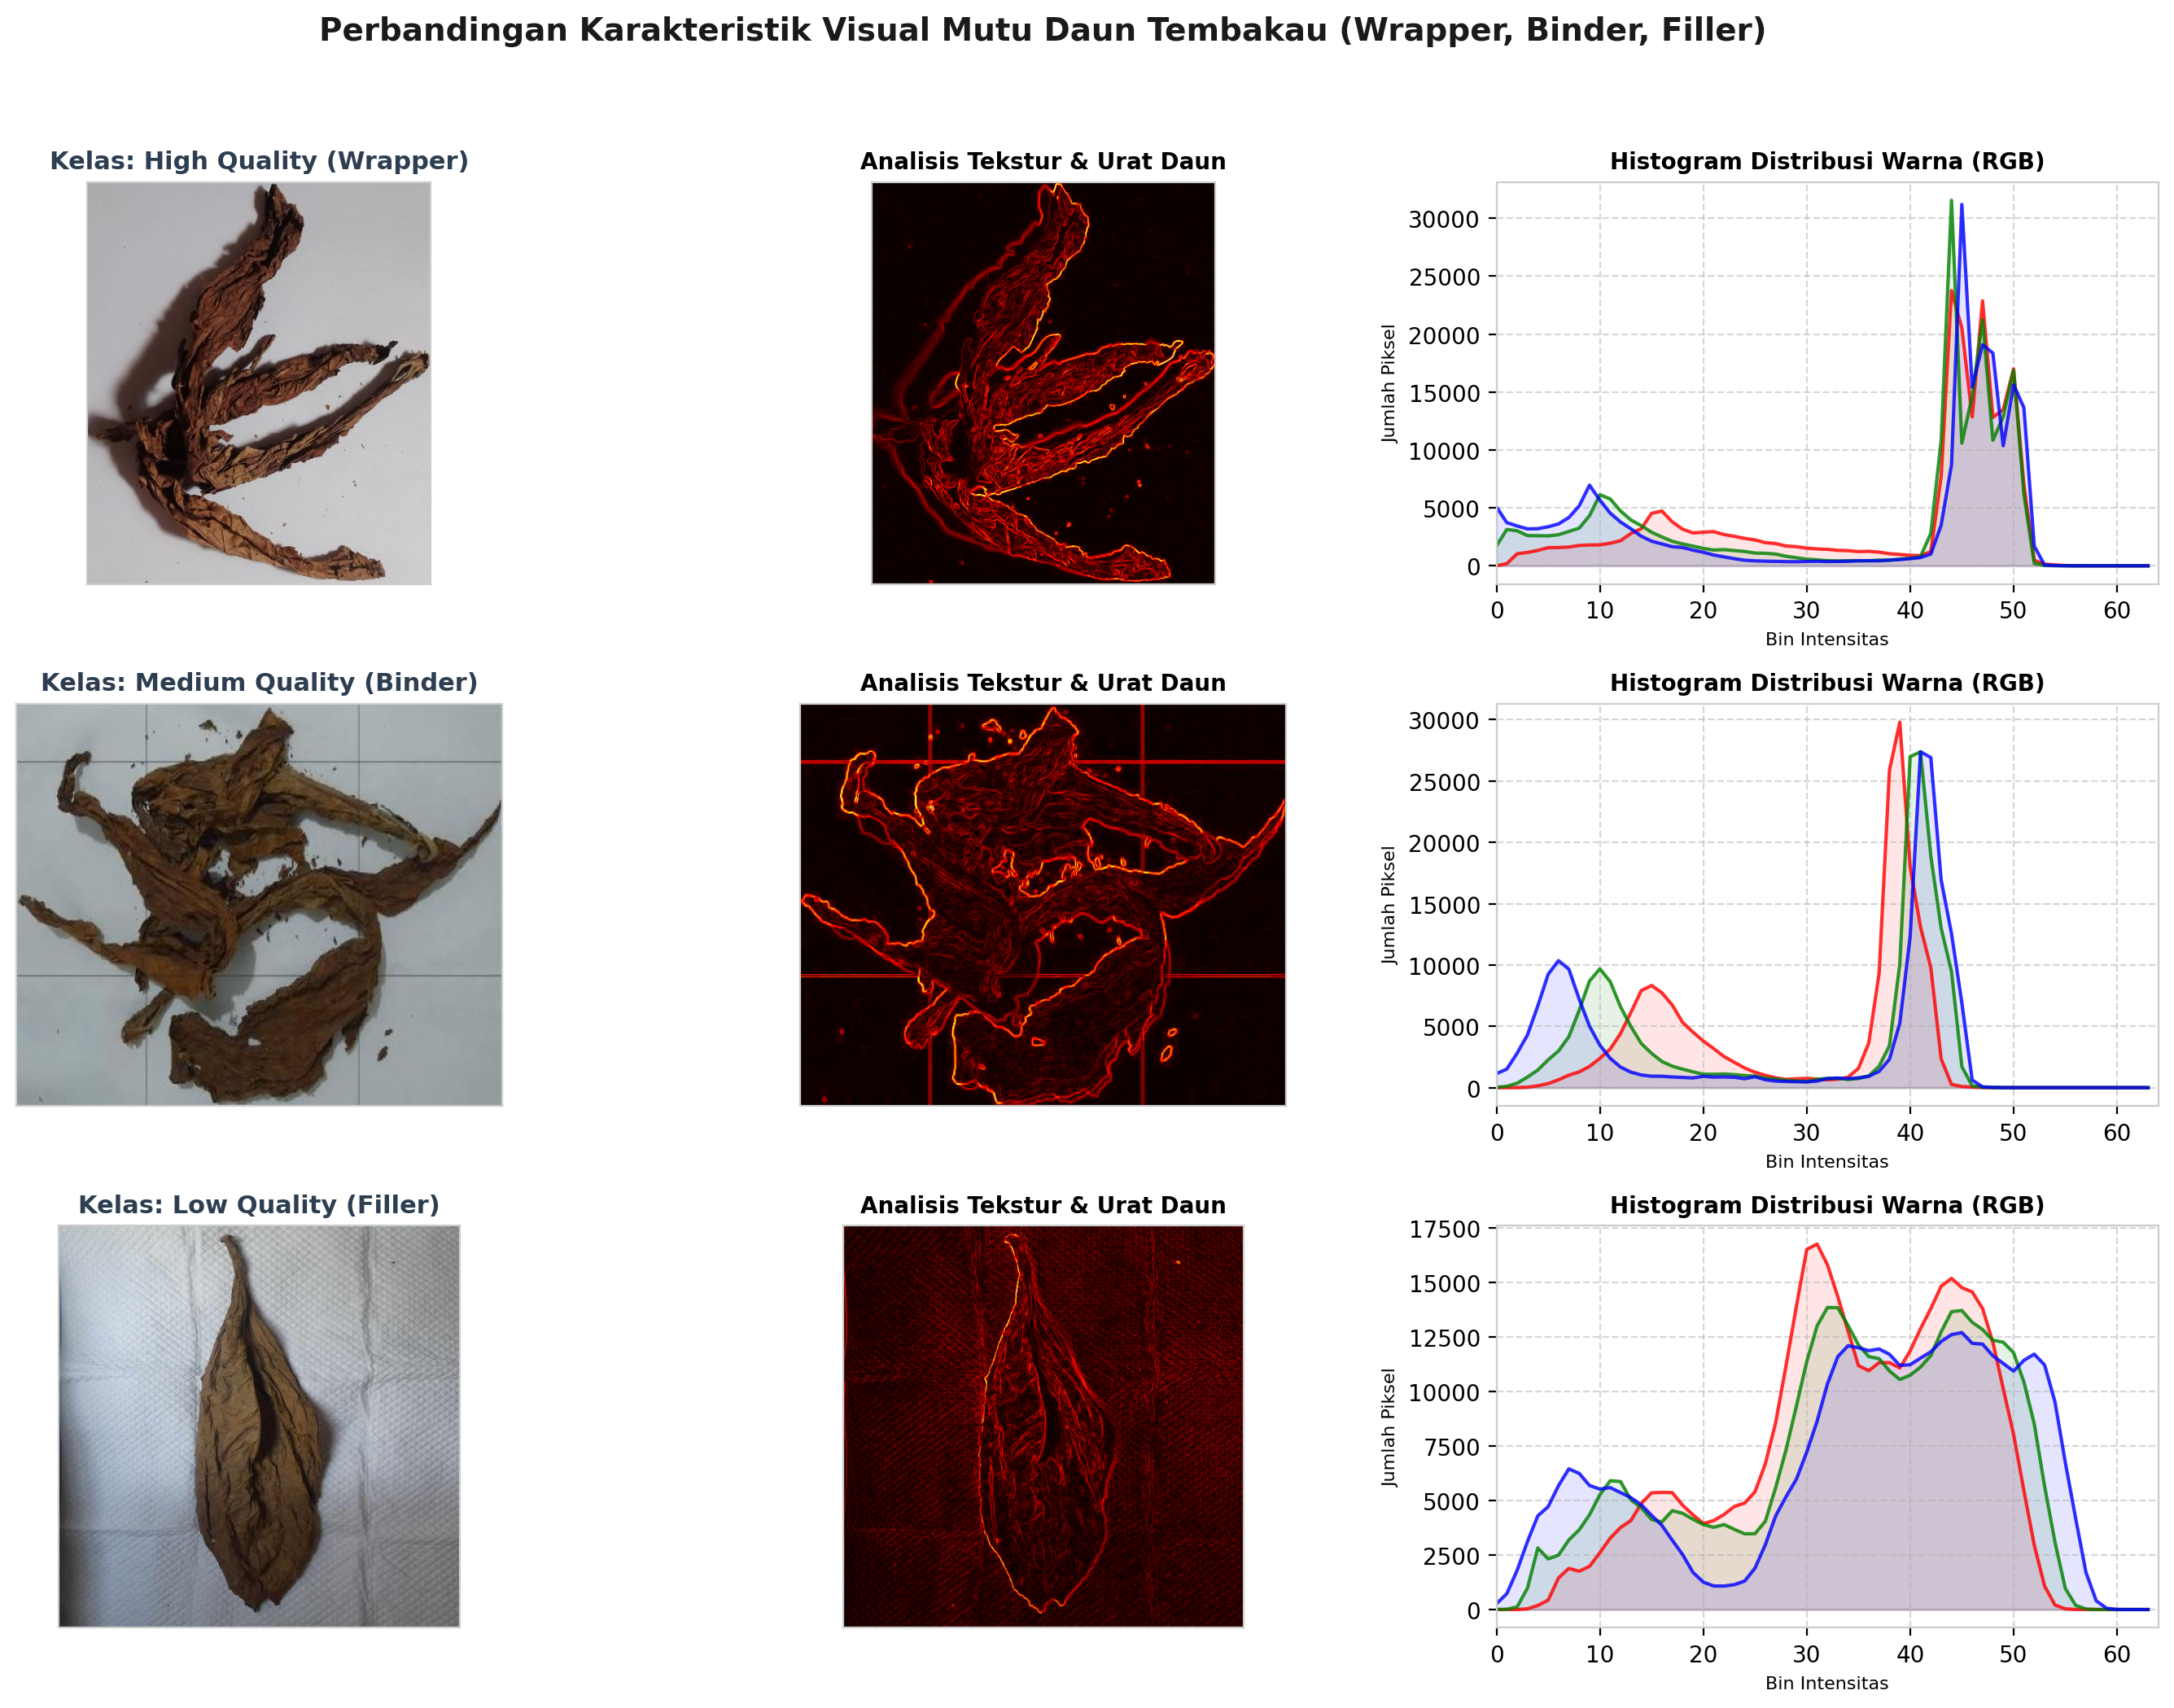 Perbandingan Karakteristik Visual Mutu Daun Tembakau (Wrapper, Binder, Filler)
Kelas: High Quality (Wrapper)
Analisis Tekstur & Urat Daun
Histogram Distribusi Warna (RGB)
Jumlah Piksel
30000
25000
20000
15000
10000
5000
0
0 10 20 30 40 50 60
Bin Intensitas
Kelas: Medium Quality (Binder)
Analisis Tekstur & Urat Daun
Histogram Distribusi Warna (RGB)
Jumlah Piksel
30000
25000
20000
15000
10000
5000
0
0 10 20 30 40 50 60
Bin Intensitas
Kelas: Low Quality (Filler)
Analisis Tekstur & Urat Daun
Histogram Distribusi Warna (RGB)
Jumlah Piksel
17500
15000
12500
10000
7500
5000
2500
0
0 10 20 30 40 50 60
Bin Intensitas